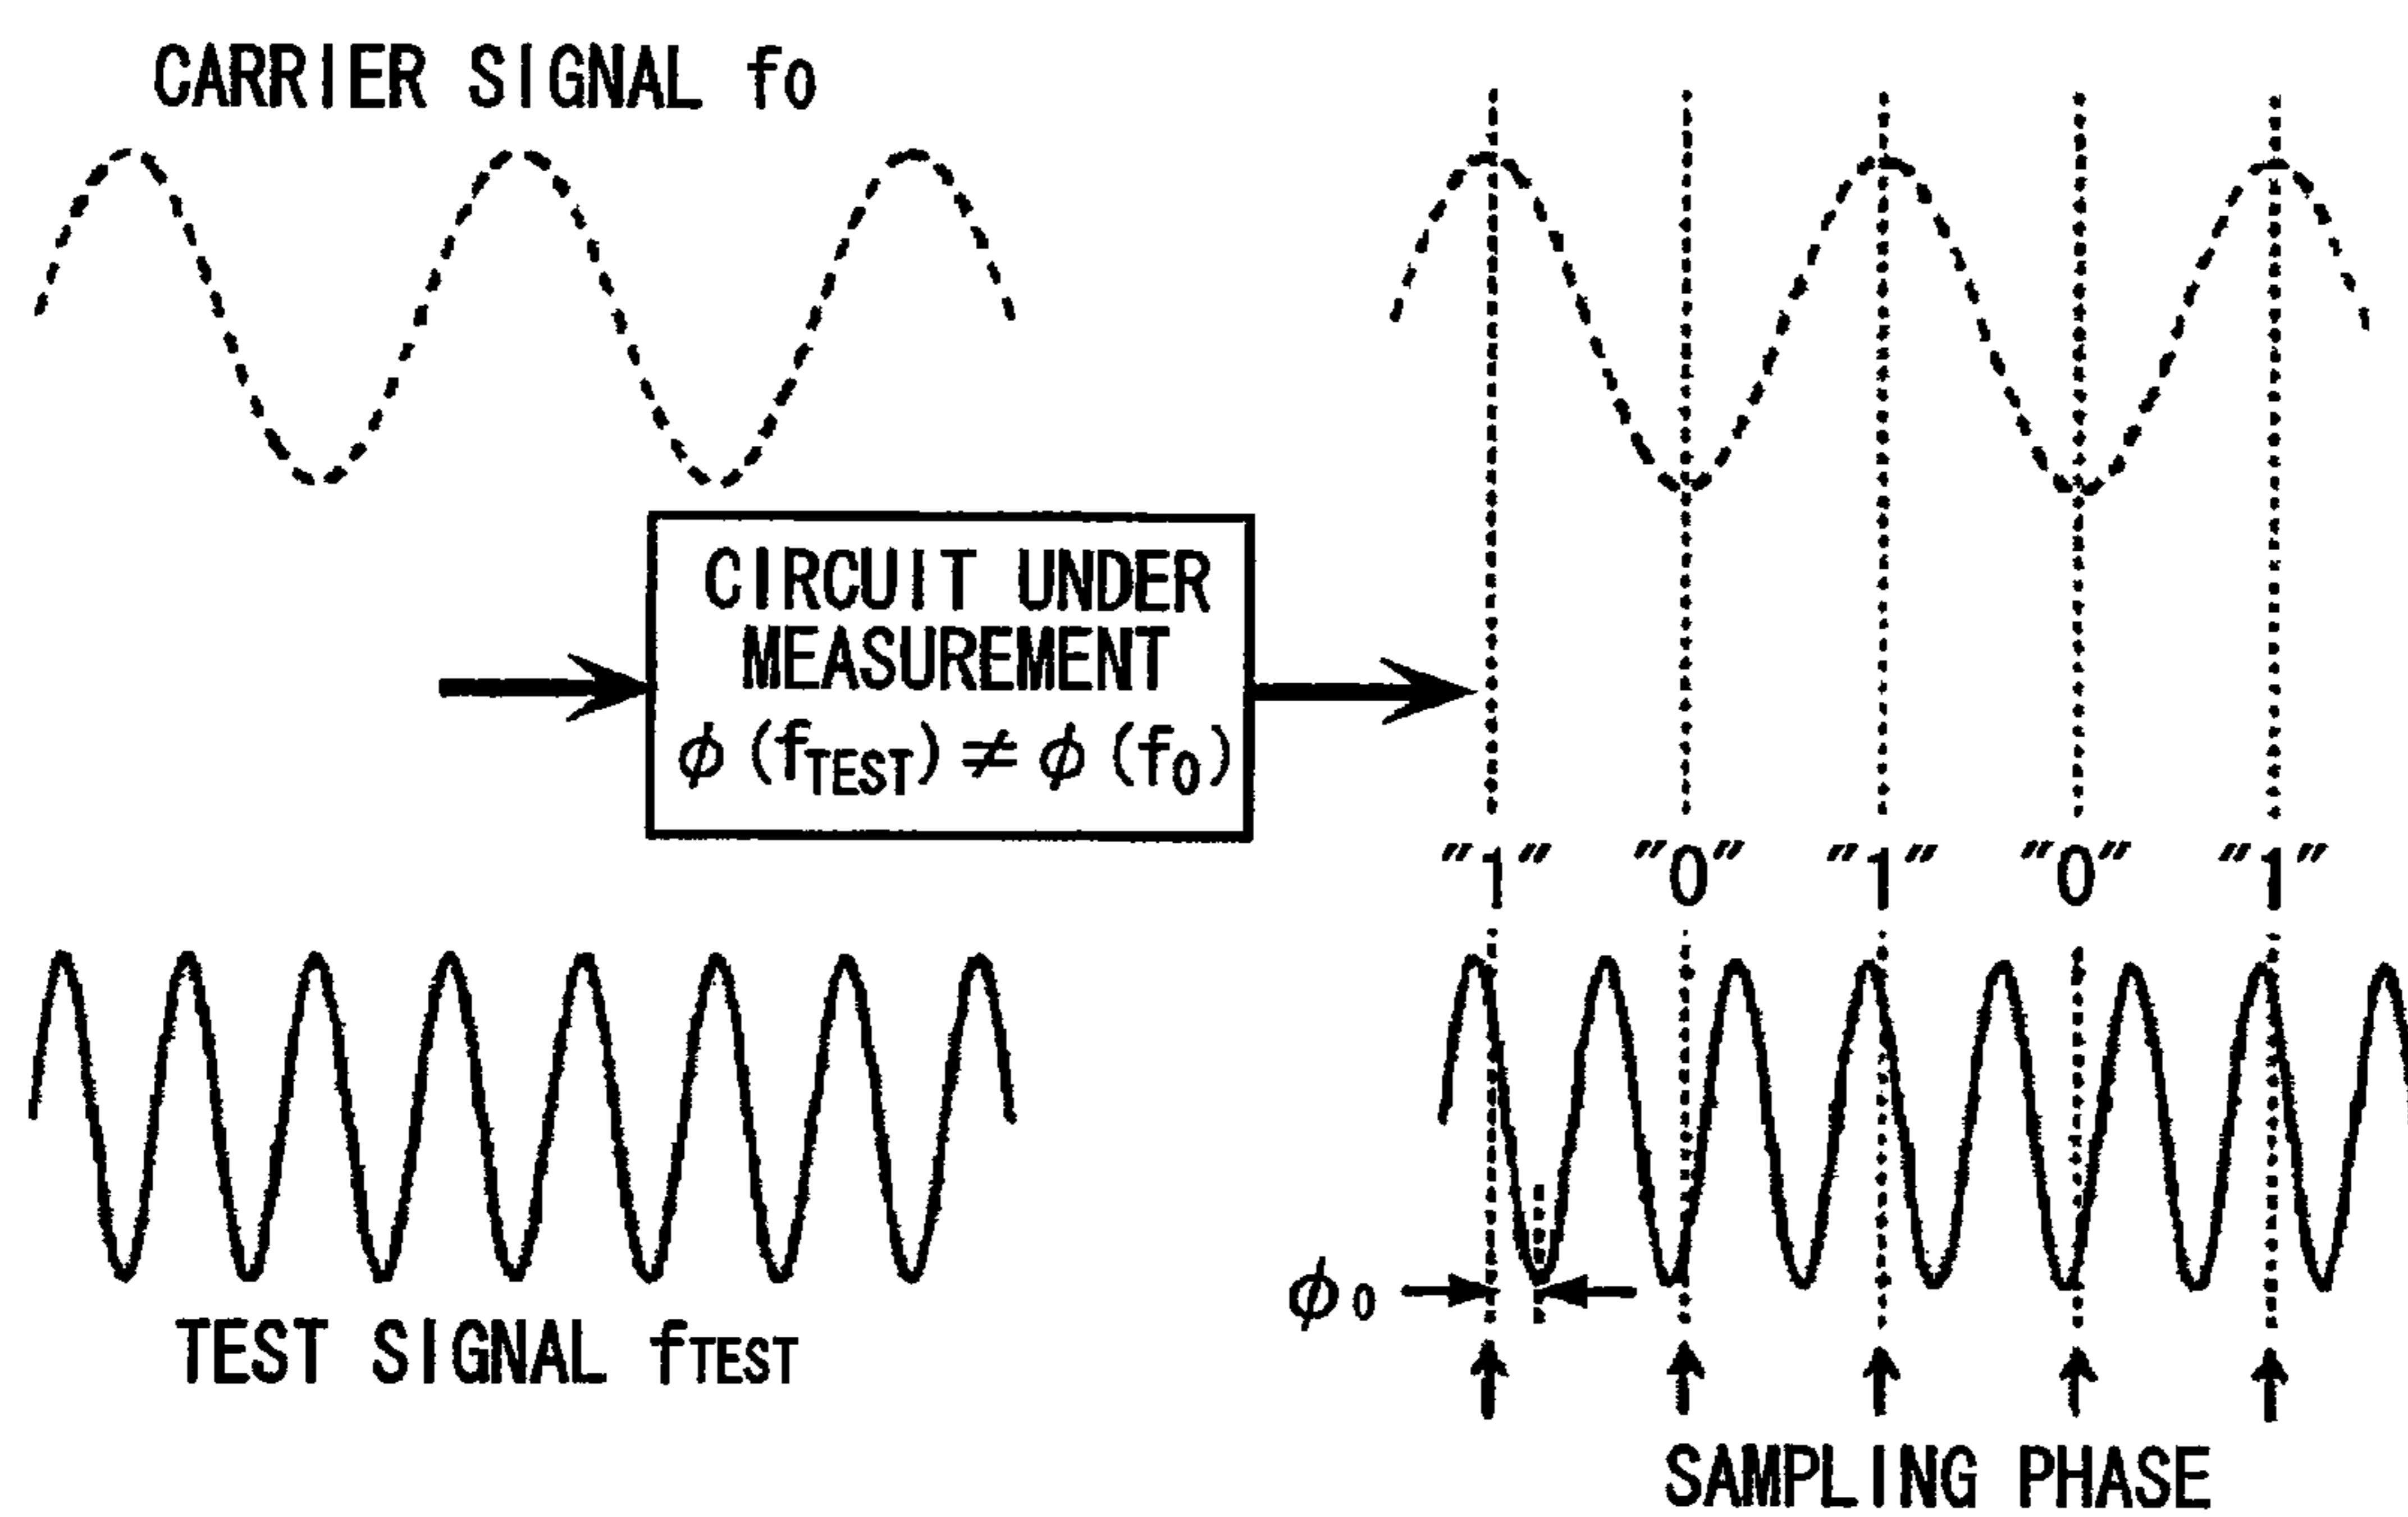 CARRIER SIGNAL f0
CIRCUIT UNDER
MEASUREMENT
ϕ (fTEST) ≠ ϕ (f0)
"1" "0" "1" "0" "1"
ϕ0
TEST SIGNAL fTEST
SAMPLING PHASE